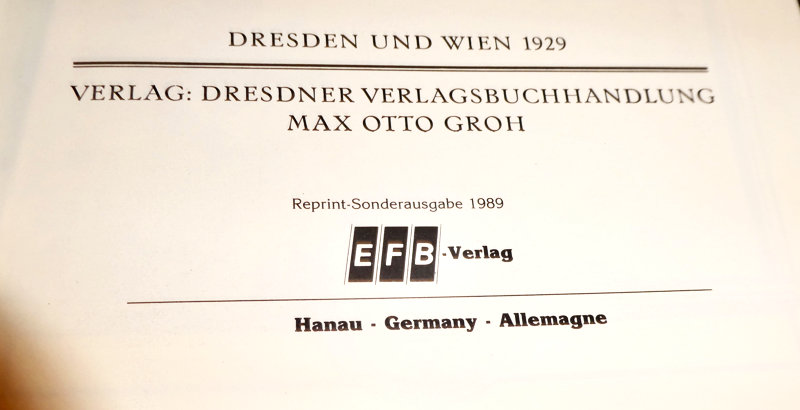 DRESDEN UND WIEN 1929
VERLAG: DRESDNER VERLAGSBUCHHANDLUNG
MAX OTTO GROH
Reprint-Sonderausgabe 1989
EFB-Verlag
Hanau - Germany - Allemagne